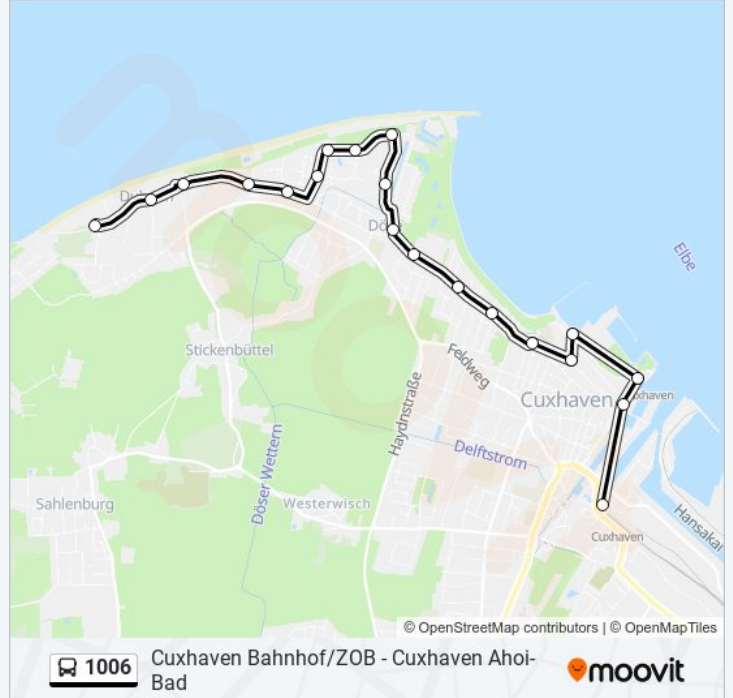 Elbe
Stickenbüttel
Feldweg
Cuxhaven
Haydnstraße
Delftstrom
Döser Wettern
Sahlenburg
Westerwisch
Hansakai
Cuxhaven
© OpenStreetMap contributors | © OpenMapTiles
1006
Cuxhaven Bahnhof/ZOB - Cuxhaven Ahoi-
Bad
moovit